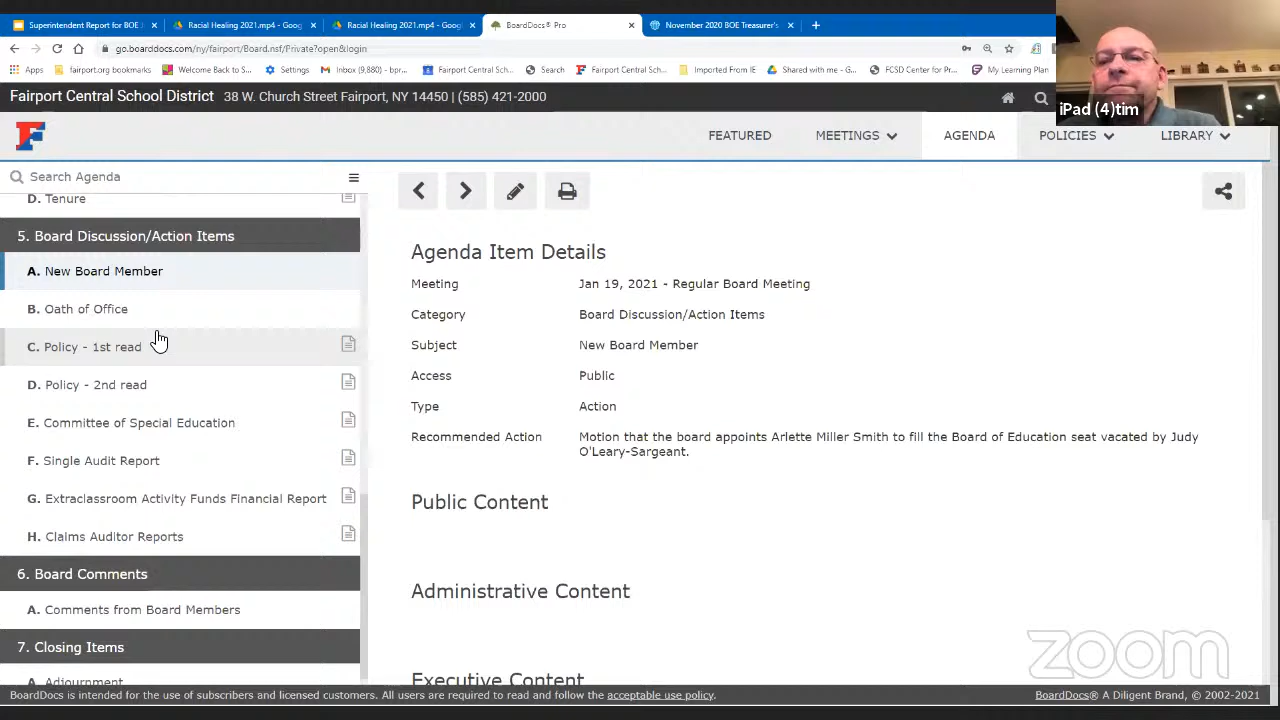 Superintendent Report for BOE
Racial Healing 2021.mp4 - Goog
Racial Healing 2021.mp4 - Goog
BoardDocs® Pro
November 2020 BOE Treasurer's
go.boarddocs.com/ny/fairport/Board.nsf/Private?open&login
Apps
fairport.org bookmarks
Welcome Back to S...
Settings
Inbox (9,880) - bpr...
Fairport Central Sch...
Search
Fairport Central Sch...
Imported From IE
Shared with me - G...
FCSD Center for Pr...
My Learning Plan
iPad (4)tim
Fairport Central School District 38 W. Church Street Fairport, NY 14450 | (585) 421-2000
F
FEATURED
MEETINGS
AGENDA
POLICIES
LIBRARY
Search Agenda
D. Tenure
5. Board Discussion/Action Items
A. New Board Member
B. Oath of Office
C. Policy - 1st read
D. Policy - 2nd read
E. Committee of Special Education
F. Single Audit Report
G. Extraclassroom Activity Funds Financial Report
H. Claims Auditor Reports
6. Board Comments
A. Comments from Board Members
7. Closing Items
A. Adjournment
Agenda Item Details
Meeting Jan 19, 2021 - Regular Board Meeting
Category Board Discussion/Action Items
Subject New Board Member
Access Public
Type Action
Recommended Action Motion that the board appoints Arlette Miller Smith to fill the Board of Education seat vacated by Judy
O'Leary-Sargeant.
Public Content
Administrative Content
Executive Content
zoom
BoardDocs is intended for the use of subscribers and licensed customers. All users are required to read and follow the acceptable use policy.
BoardDocs® A Diligent Brand, © 2002-2021